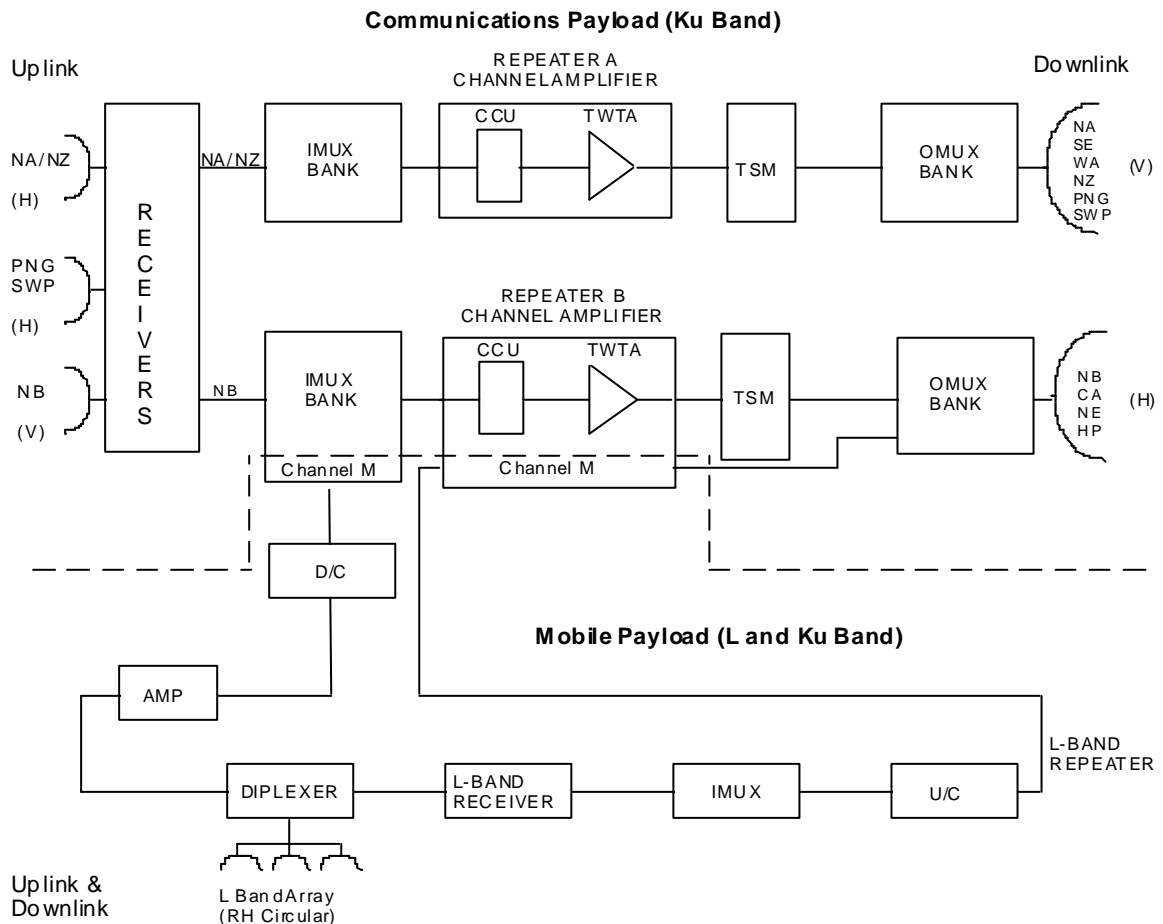 Communications Payload (Ku Band)
Uplink
REPEATER A
CHANNEL AMPLIFIER
Downlink
NA/NZ
(H)
PNG
SWP
(H)
NB
(V)
RECEIVERS
NA/NZ
IMUX
BANK
CCU
TWTA
TSM
OMUX
BANK
NA
SE
WA
NZ
PNG
SWP
(V)
REPEATER B
CHANNEL AMPLIFIER
NB
IMUX
BANK
Channel M
CCU
TWTA
Channel M
TSM
OMUX
BANK
NB
CA
NE
HP
(H)
D/C
Mobile Payload (L and Ku Band)
AMP
L-BAND
REPEATER
DIPLEXER
L-BAND
RECEIVER
IMUX
U/C
Uplink &
Downlink
L Band Array
(RH Circular)